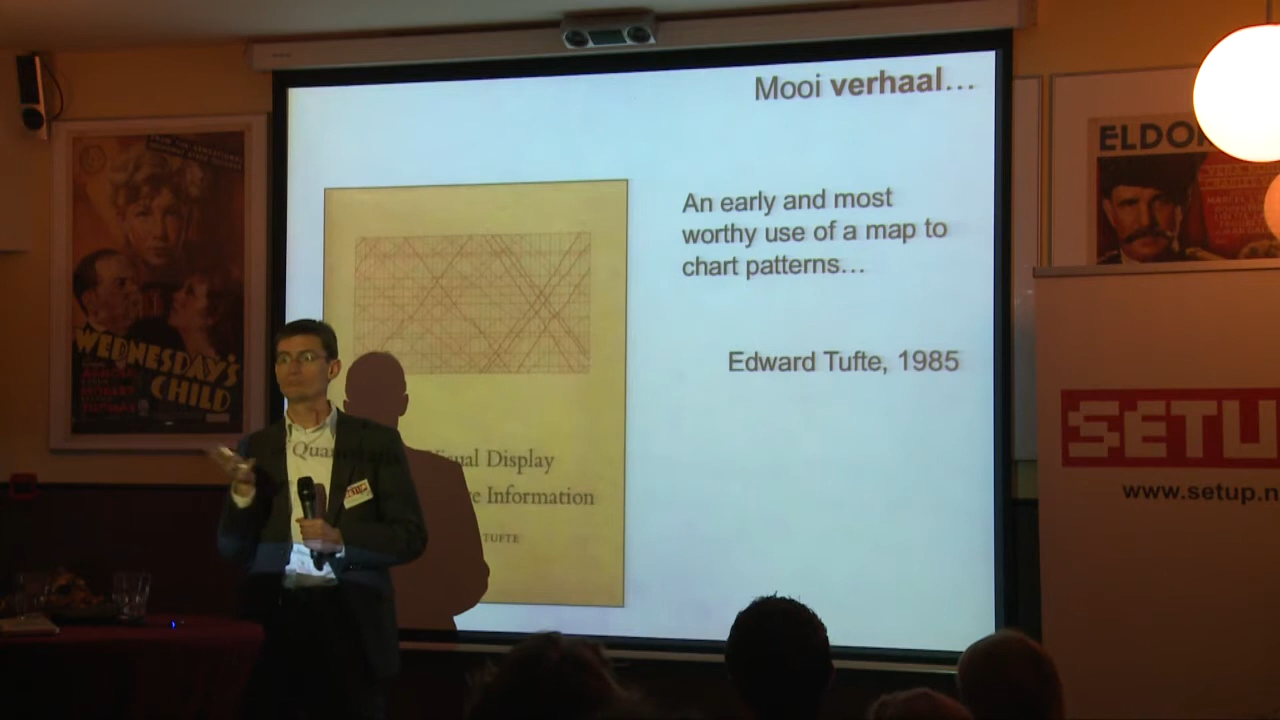 Mooi verhaal...
An early and most
worthy use of a map to
chart patterns...
Edward Tufte, 1985
Display
Information
TUFTE
WEDNESDAY'S
CHILD
ELDO
SETU
www.setup.n